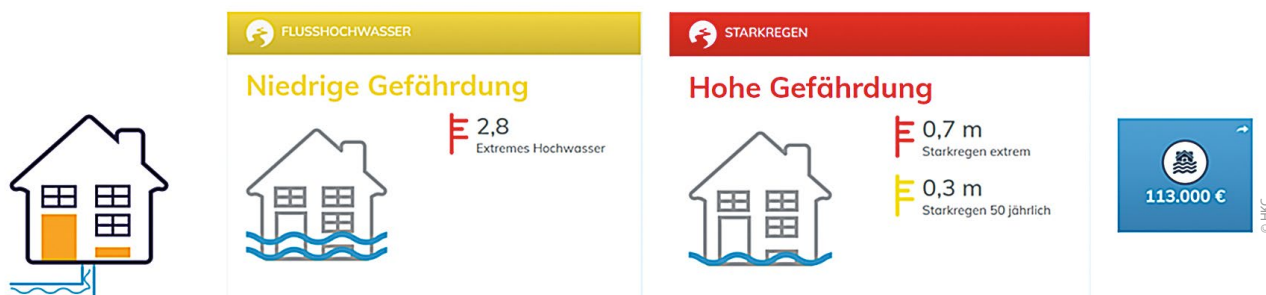 FLUSSHOCHWASSER
Niedrige Gefährdung
2,8
Extremes Hochwasser
STARKREGEN
Hohe Gefährdung
0,7 m
Starkregen extrem
0,3 m
Starkregen 50 jährlich
113.000 €
© HKC